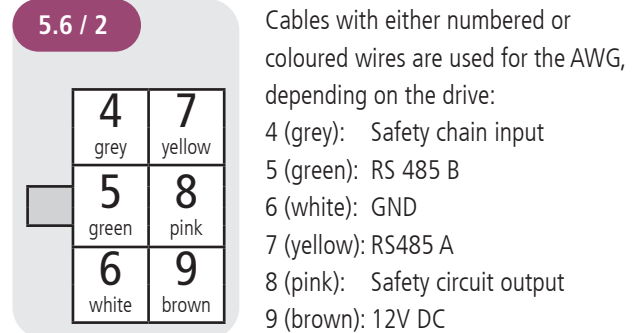 5.6 / 2
4 7
grey yellow
5 8
green pink
6 9
white brown
Cables with either numbered or
coloured wires are used for the AWG,
depending on the drive:
4 (grey): Safety chain input
5 (green): RS 485 B
6 (white): GND
7 (yellow): RS485 A
8 (pink): Safety circuit output
9 (brown): 12V DC